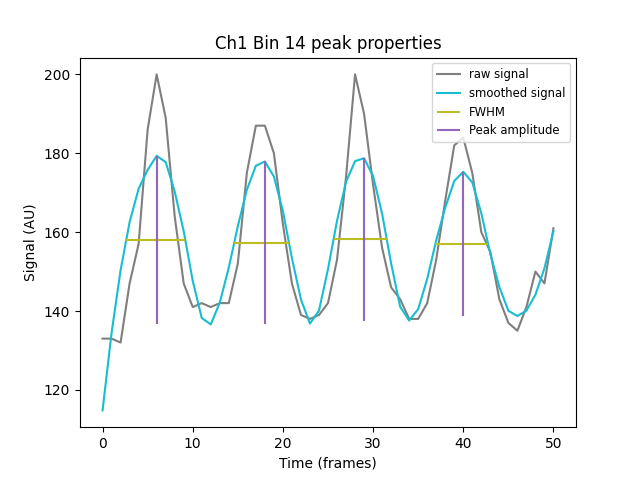 Ch1 Bin 14 peak properties
200
180
160
140
120
Signal (AU)
raw signal
smoothed signal
FWHM
Peak amplitude
0 10 20 30 40 50
Time (frames)